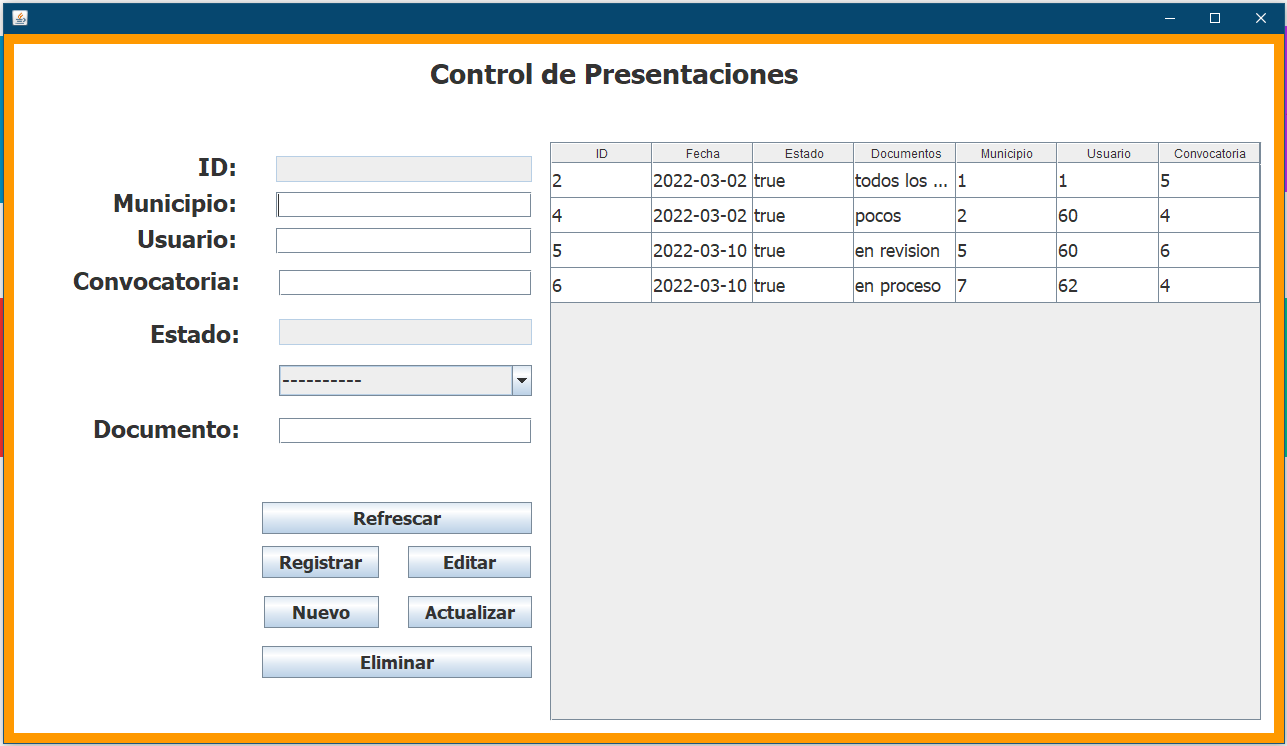 Control de Presentaciones
ID:
Municipio:
Usuario:
Convocatoria:
Estado:
----------
Documento:
Refrescar
Registrar Editar
Nuevo Actualizar
Eliminar
ID Fecha Estado Documentos Municipio Usuario Convocatoria
2 2022-03-02 true todos los ... 1 1 5
4 2022-03-02 true pocos 2 60 4
5 2022-03-10 true en revision 5 60 6
6 2022-03-10 true en proceso 7 62 4